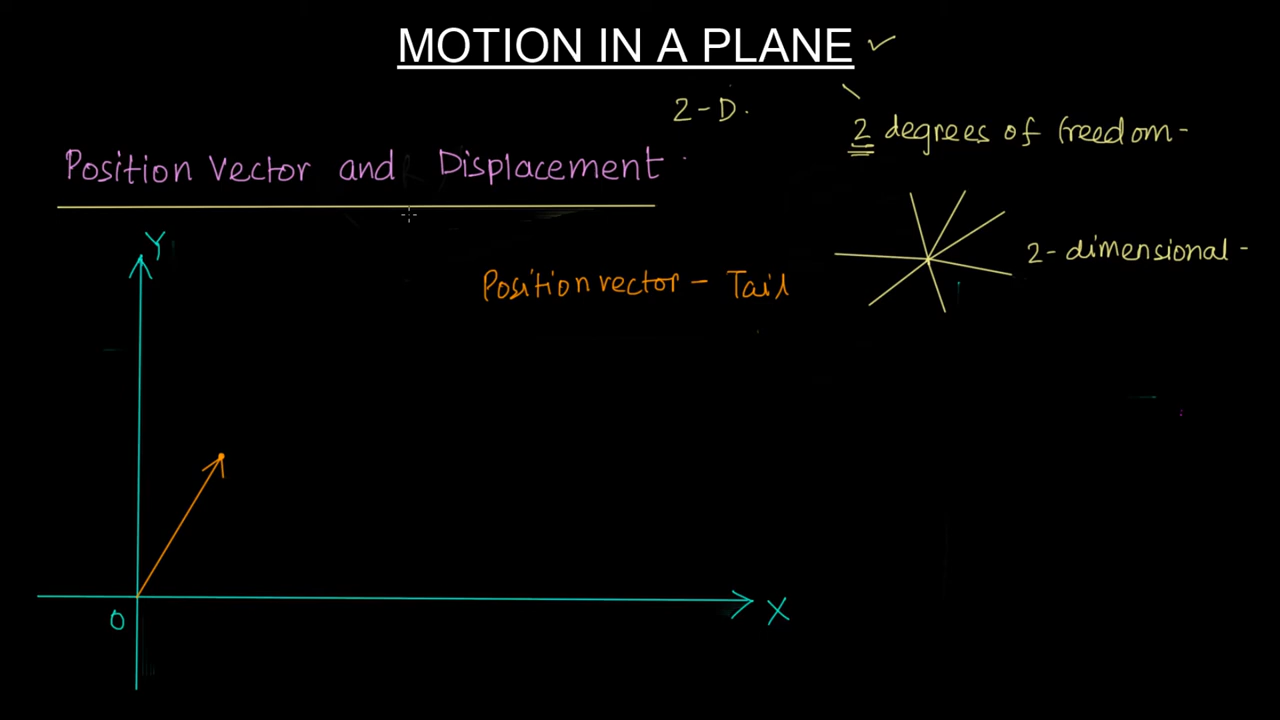 MOTION IN A PLANE
2-D.
2 degrees of freedom-
Position Vector and Displacement
Y
2-dimensional-
Position vector - Tail
O
X